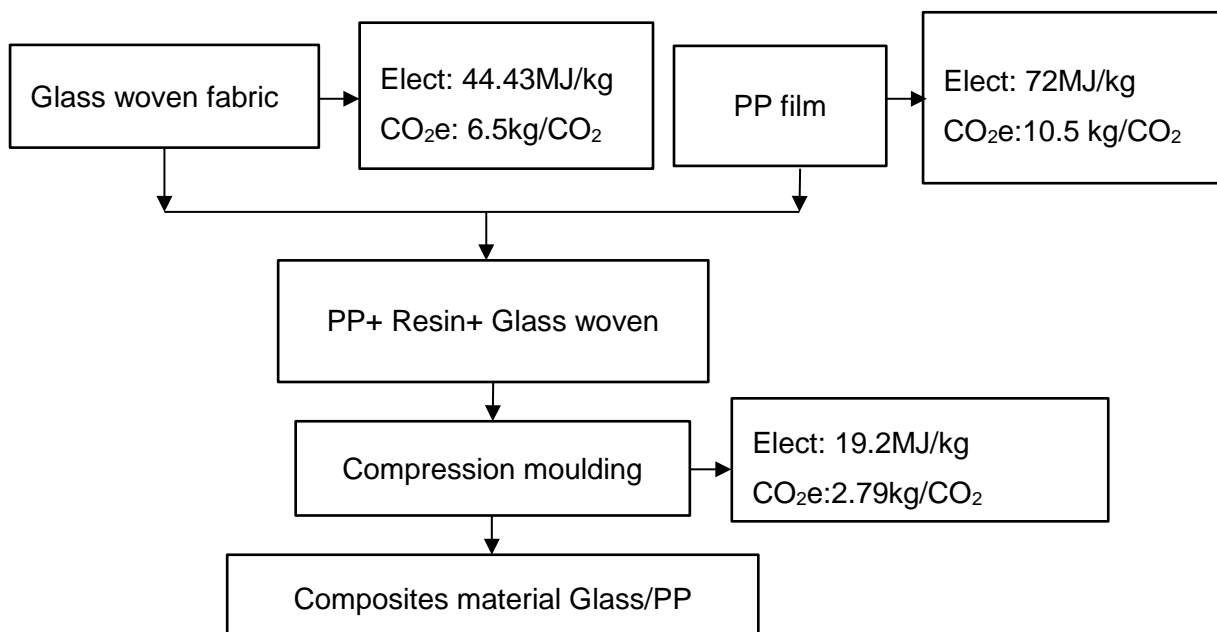 Glass woven fabric
Elect: 44.43MJ/kg
CO₂e: 6.5kg/CO₂
PP film
Elect: 72MJ/kg
CO₂e:10.5 kg/CO₂
PP+ Resin+ Glass woven
Compression moulding
Elect: 19.2MJ/kg
CO₂e:2.79kg/CO₂
Composites material Glass/PP